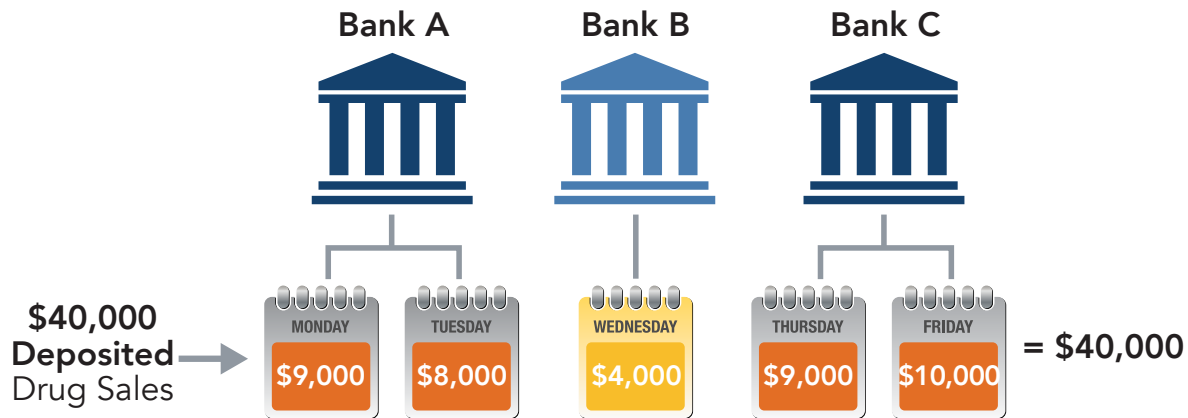 Bank A
Bank B
Bank C
$40,000
Deposited
Drug Sales
MONDAY
$9,000
TUESDAY
$8,000
WEDNESDAY
$4,000
THURSDAY
$9,000
FRIDAY
$10,000
= $40,000